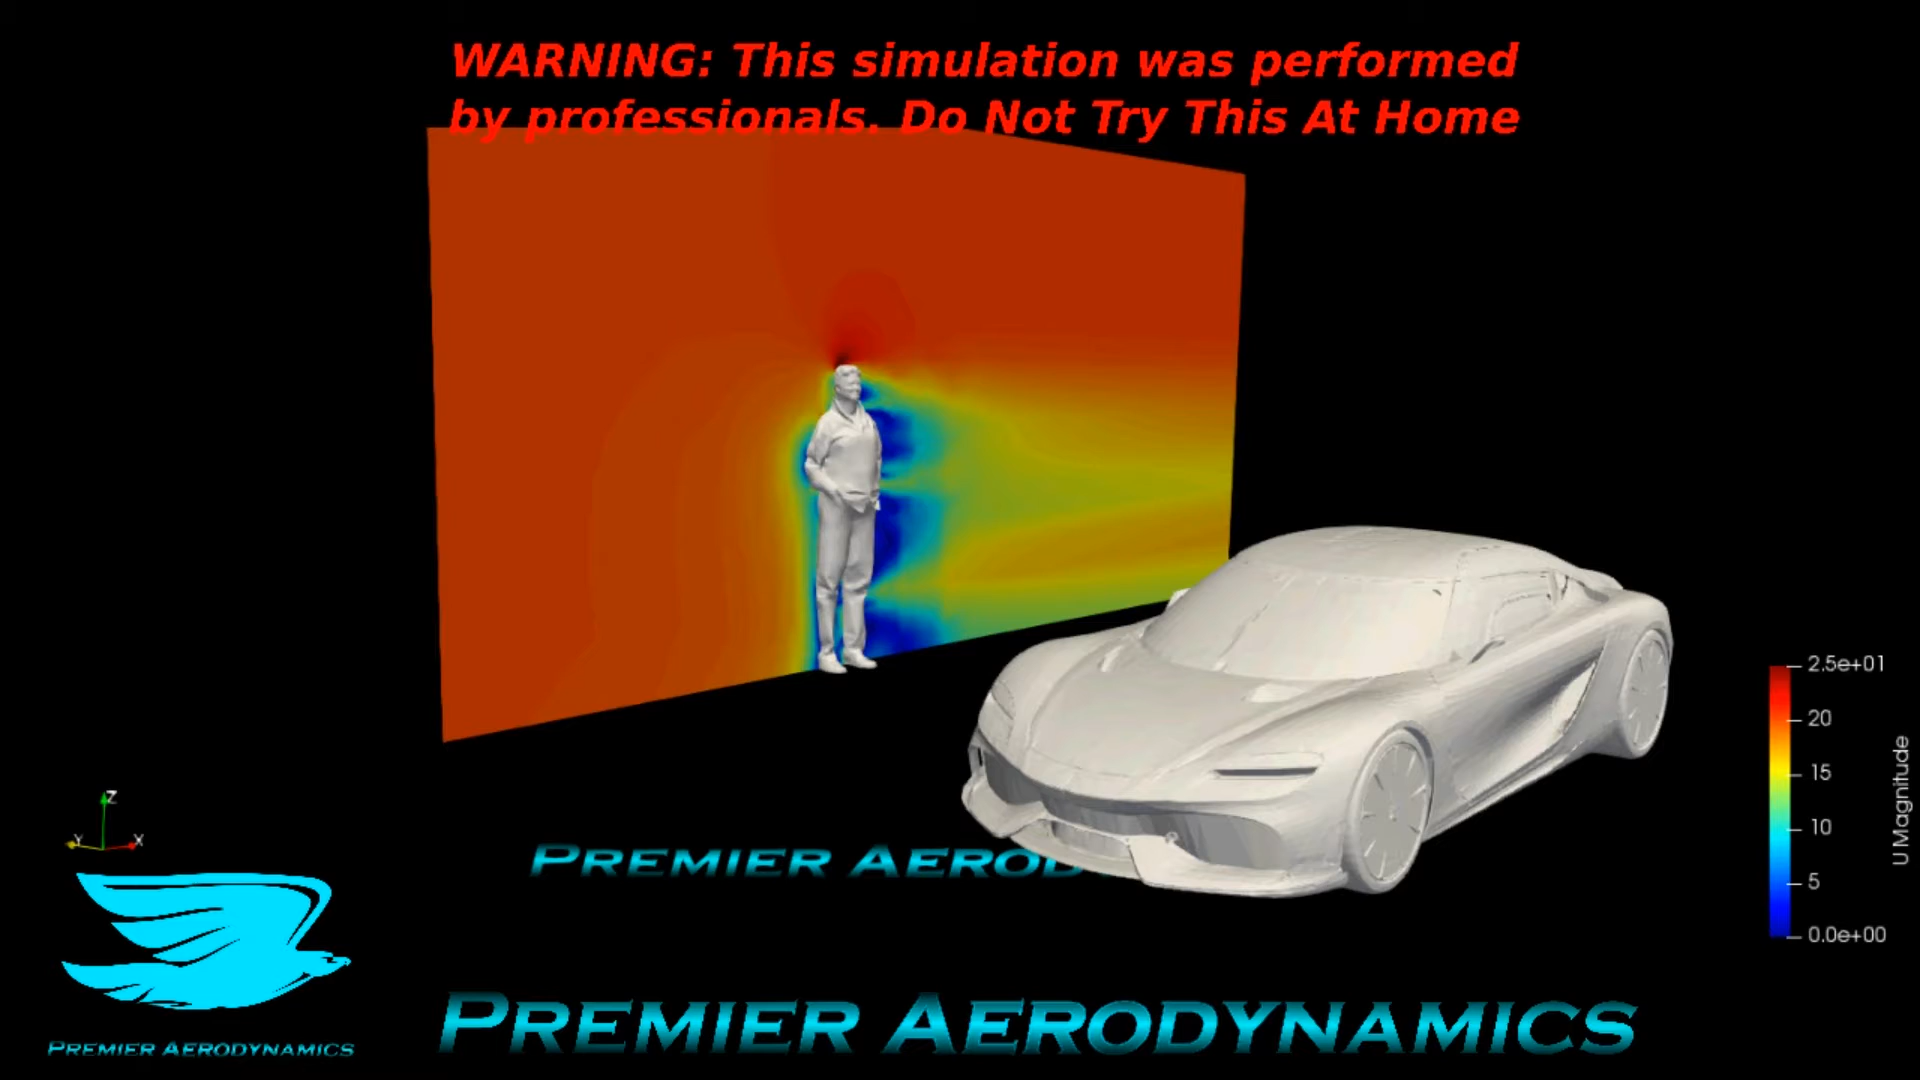 WARNING: This simulation was performed
by professionals. Do Not Try This At Home
2.5e+01
20
15
10
5
0.0e+00
U Magnitude
Z
Y
X
PREMIER AEROD
PREMIER AERODYNAMICS
PREMIER AERODYNAMICS